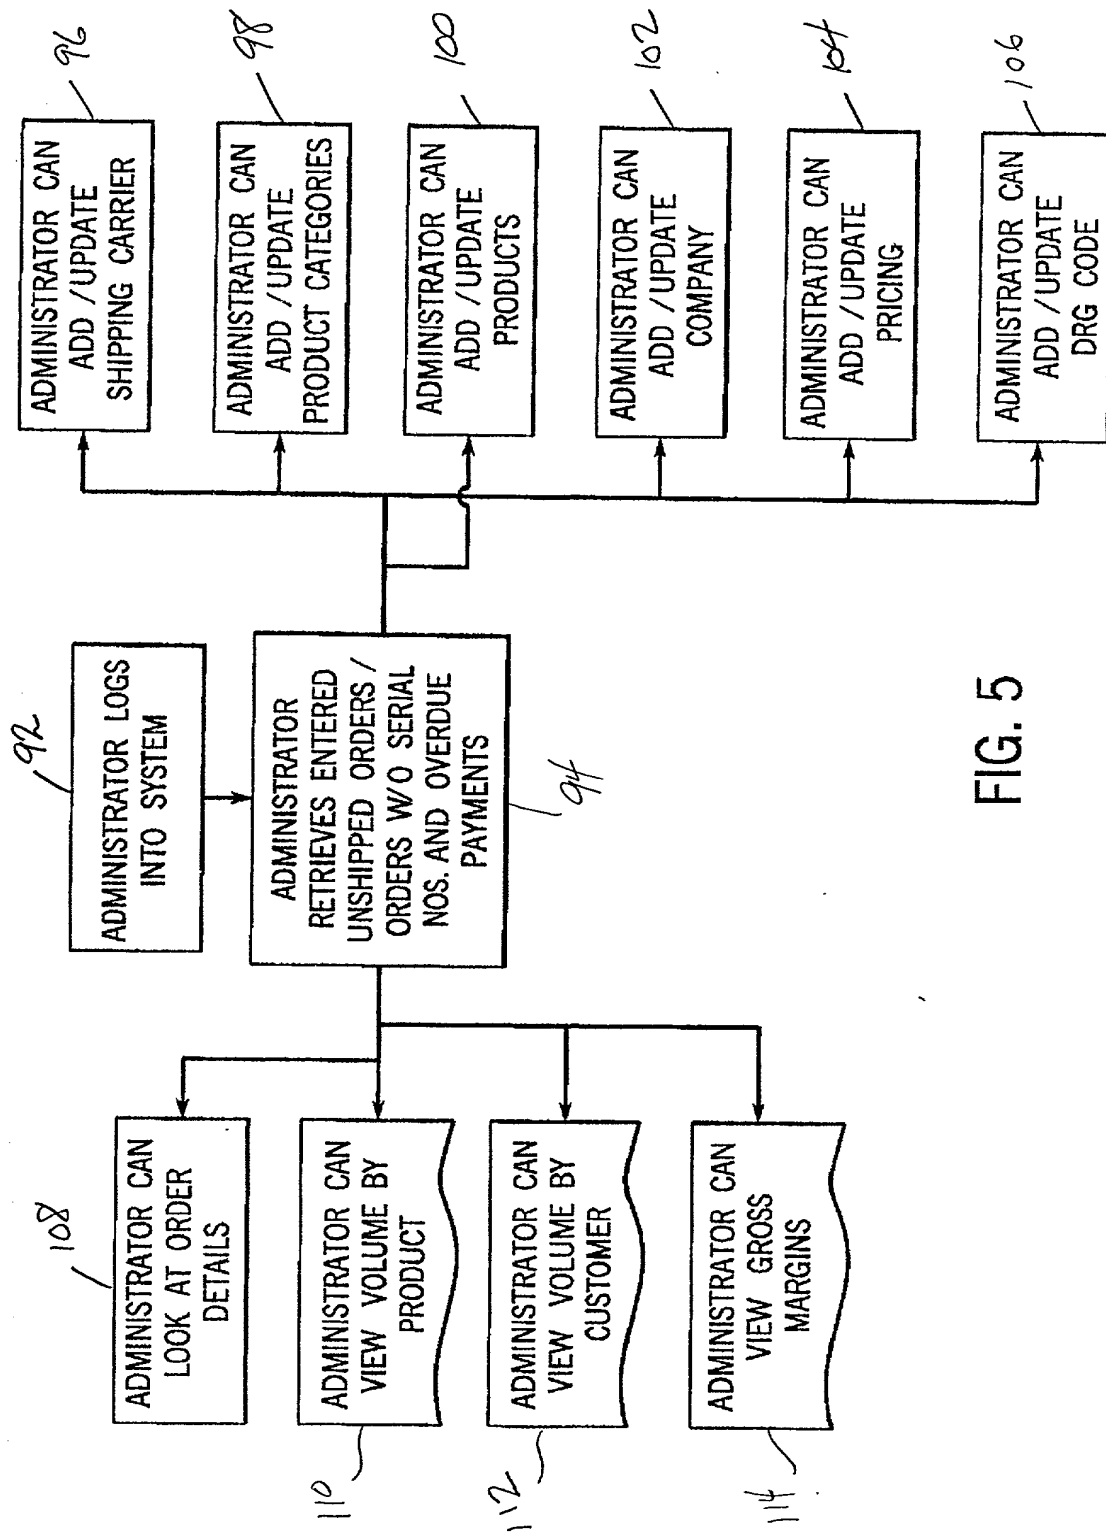 92
ADMINISTRATOR LOGS
INTO SYSTEM
ADMINISTRATOR
RETRIEVES ENTERED
UNSHIPPED ORDERS /
ORDERS W/O SERIAL
NOS. AND OVERDUE
PAYMENTS
94
108
ADMINISTRATOR CAN
LOOK AT ORDER
DETAILS
ADMINISTRATOR CAN
VIEW VOLUME BY
PRODUCT
110
ADMINISTRATOR CAN
VIEW VOLUME BY
CUSTOMER
112
ADMINISTRATOR CAN
VIEW GROSS
MARGINS
114
ADMINISTRATOR CAN
ADD /UPDATE
SHIPPING CARRIER
96
ADMINISTRATOR CAN
ADD /UPDATE
PRODUCT CATEGORIES
98
ADMINISTRATOR CAN
ADD /UPDATE
PRODUCTS
100
ADMINISTRATOR CAN
ADD /UPDATE
COMPANY
102
ADMINISTRATOR CAN
ADD /UPDATE
PRICING
104
ADMINISTRATOR CAN
ADD /UPDATE
DRG CODE
106
FIG. 5